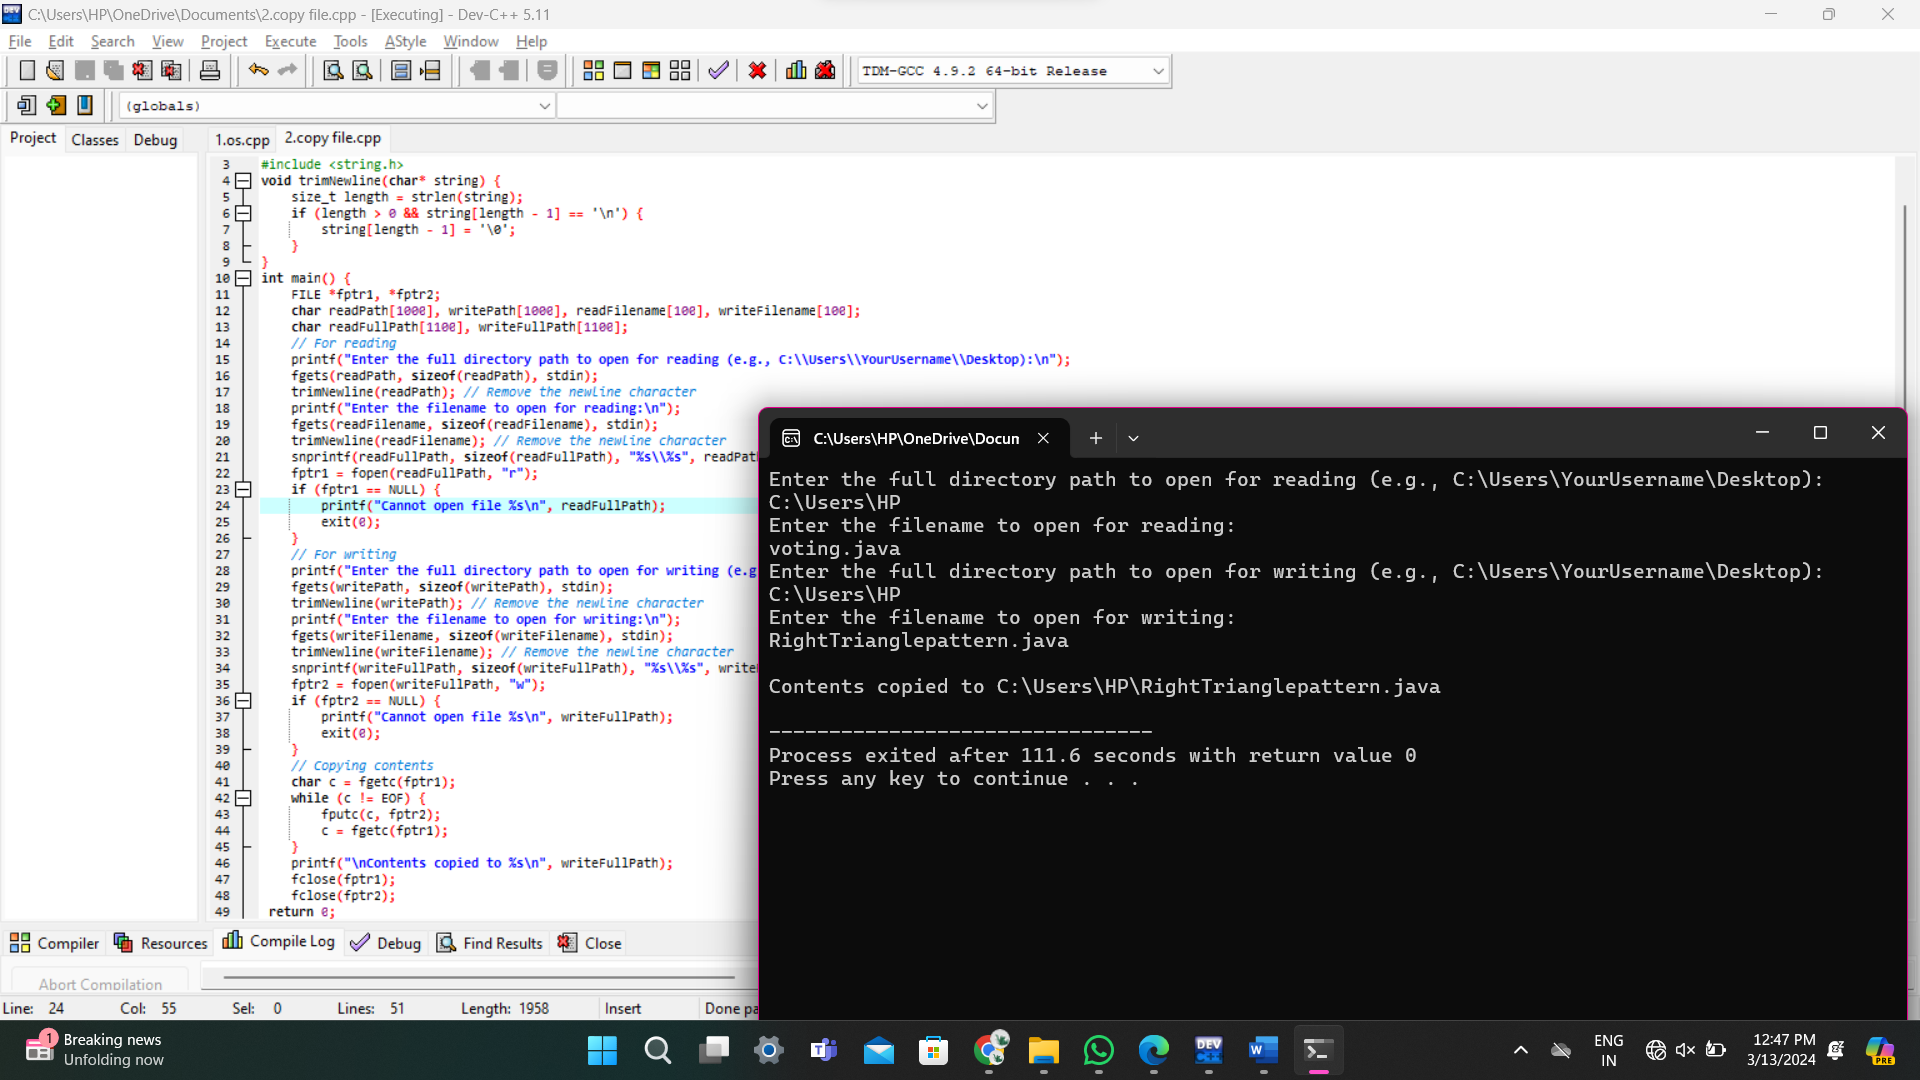 C:\Users\HP\OneDrive\Documents\2.copy file.cpp - [Executing] - Dev-C++ 5.11
File Edit Search View Project Execute Tools AStyle Window Help
TDM-GCC 4.9.2 64-bit Release
(globals)
Project Classes Debug 1.os.cpp 2.copy file.cpp
3 #include <string.h>
4 void trimNewline(char* string) {
5 size_t length = strlen(string);
6 if (length > 0 && string[length - 1] == '\n') {
7 string[length - 1] = '\0';
8 }
9 }
10 int main() {
11 FILE *fptr1, *fptr2;
12 char readPath[1000], writePath[1000], readFilename[100], writeFilename[100];
13 char readFullPath[1100], writeFullPath[1100];
14 // For reading
15 printf("Enter the full directory path to open for reading (e.g., C:\\Users\\YourUsername\\Desktop):\n");
16 fgets(readPath, sizeof(readPath), stdin);
17 trimNewline(readPath); // Remove the newline character
18 printf("Enter the filename to open for reading:\n");
19 fgets(readFilename, sizeof(readFilename), stdin);
20 trimNewline(readFilename); // Remove the newline character
21 snprintf(readFullPath, sizeof(readFullPath), "%s\\%s", readPat
22 fptr1 = fopen(readFullPath, "r");
23 if (fptr1 == NULL) {
24 printf("Cannot open file %s\n", readFullPath);
25 exit(0);
26 }
27 // For writing
28 printf("Enter the full directory path to open for writing (e.g
29 fgets(writePath, sizeof(writePath), stdin);
30 trimNewline(writePath); // Remove the newline character
31 printf("Enter the filename to open for writing:\n");
32 fgets(writeFilename, sizeof(writeFilename), stdin);
33 trimNewline(writeFilename); // Remove the newline character
34 snprintf(writeFullPath, sizeof(writeFullPath), "%s\\%s", write
35 fptr2 = fopen(writeFullPath, "w");
36 if (fptr2 == NULL) {
37 printf("Cannot open file %s\n", writeFullPath);
38 exit(0);
39 }
40 // Copying contents
41 char c = fgetc(fptr1);
42 while (c != EOF) {
43 fputc(c, fptr2);
44 c = fgetc(fptr1);
45 }
46 printf("\nContents copied to %s\n", writeFullPath);
47 fclose(fptr1);
48 fclose(fptr2);
49 return 0;
C:\Users\HP\OneDrive\Docun
Enter the full directory path to open for reading (e.g., C:\Users\YourUsername\Desktop):
C:\Users\HP
Enter the filename to open for reading:
voting.java
Enter the full directory path to open for writing (e.g., C:\Users\YourUsername\Desktop):
C:\Users\HP
Enter the filename to open for writing:
RightTrianglepattern.java
Contents copied to C:\Users\HP\RightTrianglepattern.java
--------------------------------
Process exited after 111.6 seconds with return value 0
Press any key to continue . . .
Compiler Resources Compile Log Debug Find Results Close
Abort Compilation
Line: 24 Col: 55 Sel: 0 Lines: 51 Length: 1958 Insert Done pa
1 Breaking news
Unfolding now
DEV
C++
W
ENG
IN
12:47 PM
3/13/2024
PRE